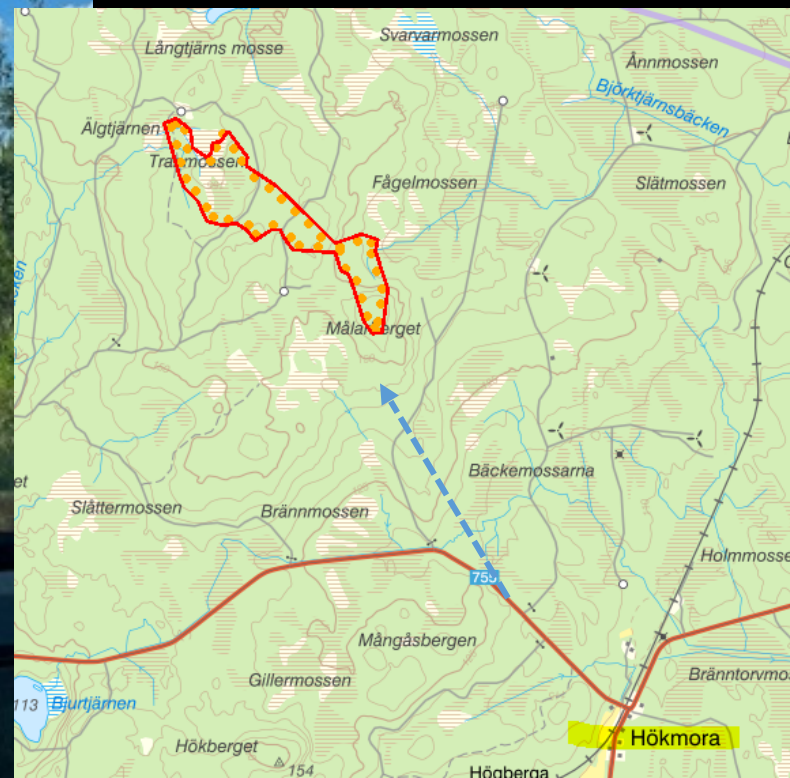 Långtjärns mosse
Svarvarmossen
Ånnmossen
Björktjärnsbäcken
Älgtjärnen
Fågelmossen
Slätmossen
Bäckemossarna
Slåttermossen
Brännmossen
755
Holmmosse
Mångåsbergen
Gillermossen
113
Bjurtjärnen
Bränntorvmo
Hökmora
Hökberget
154
Högberga